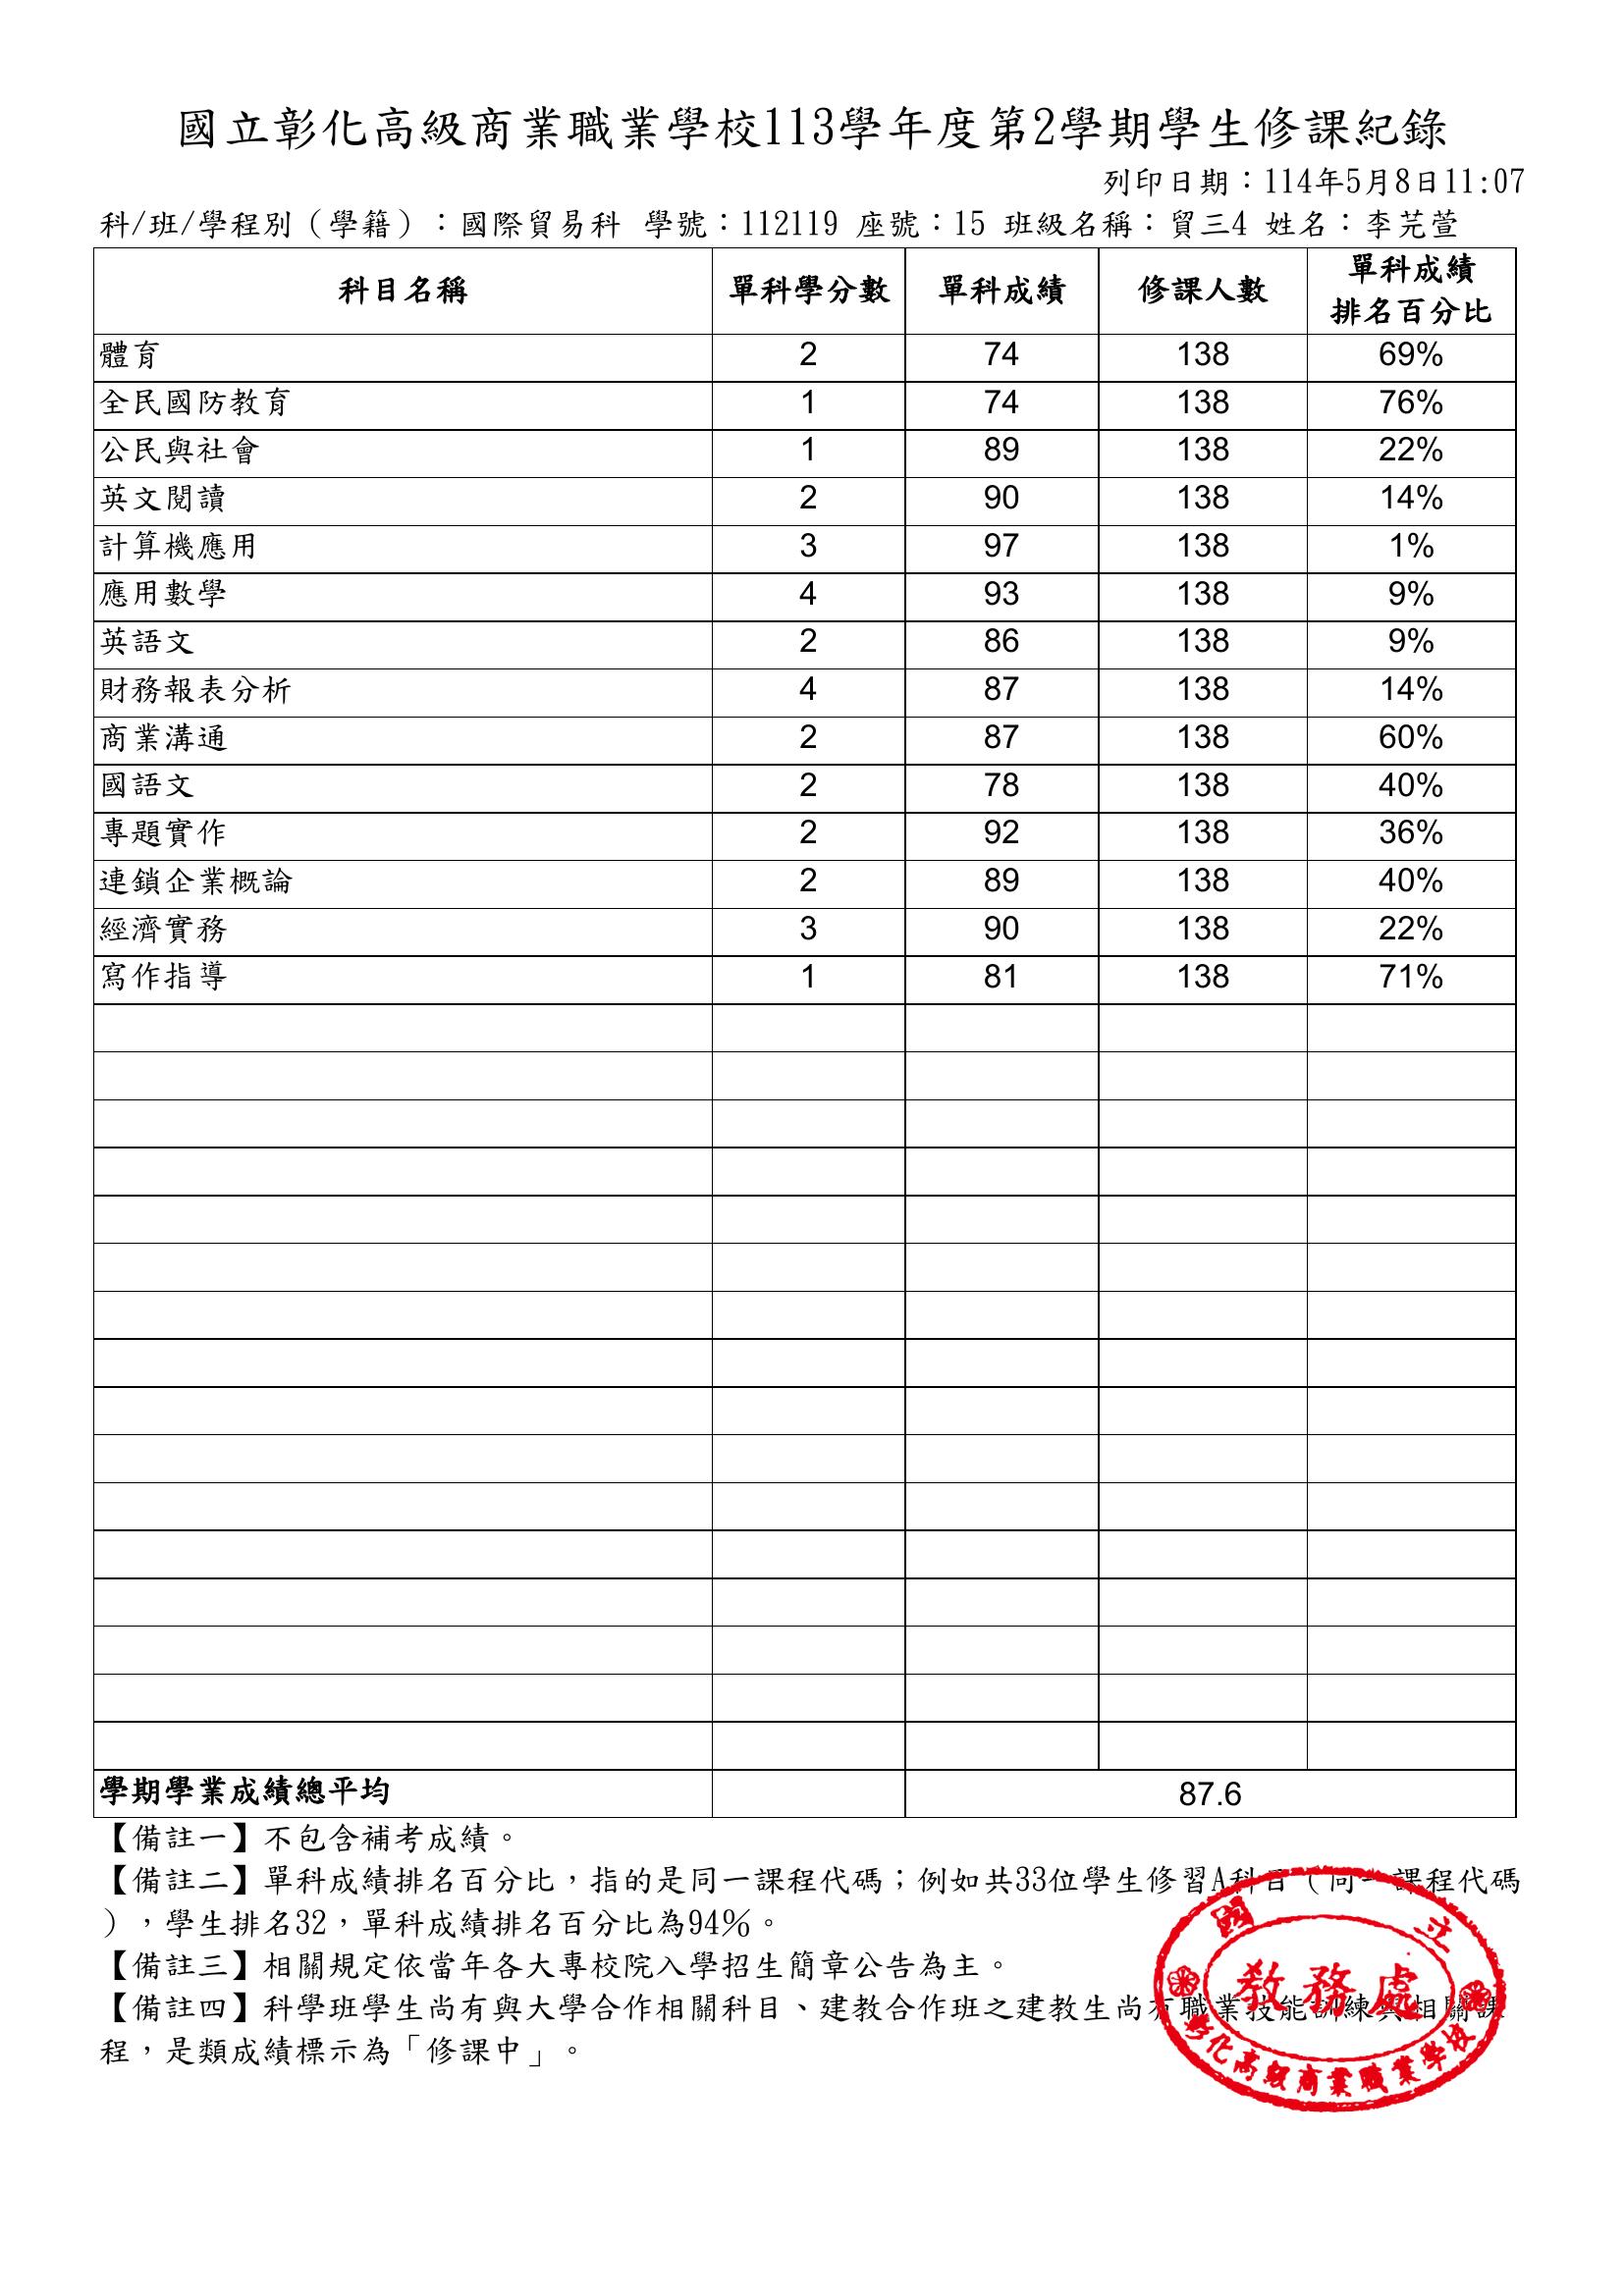 國立彰化高級商業職業學校113學年度第2學期學生修課紀錄
列印日期：114年5月8日11:07
科/班/學程別（學籍）：國際貿易科 學號：112119 座號：15 班級名稱：貿三4 姓名：李芫萱
科目名稱 單科學分數 單科成績 修課人數 單科成績排名百分比
體育 2 74 138 69%
全民國防教育 1 74 138 76%
公民與社會 1 89 138 22%
英文閱讀 2 90 138 14%
計算機應用 3 97 138 1%
應用數學 4 93 138 9%
英語文 2 86 138 9%
財務報表分析 4 87 138 14%
商業溝通 2 87 138 60%
國語文 2 78 138 40%
專題實作 2 92 138 36%
連鎖企業概論 2 89 138 40%
經濟實務 3 90 138 22%
寫作指導 1 81 138 71%
學期學業成績總平均 87.6
【備註一】不包含補考成績。
【備註二】單科成績排名百分比，指的是同一課程代碼；例如共33位學生修習A科目（同一課程代碼
），學生排名32，單科成績排名百分比為94%。
【備註三】相關規定依當年各大專校院入學招生簡章公告為主。
【備註四】科學班學生尚有與大學合作相關科目、建教合作班之建教生尚有職業技能訓練與相關課
程，是類成績標示為「修課中」。
國立
教務處
彰化高級商業職業學校